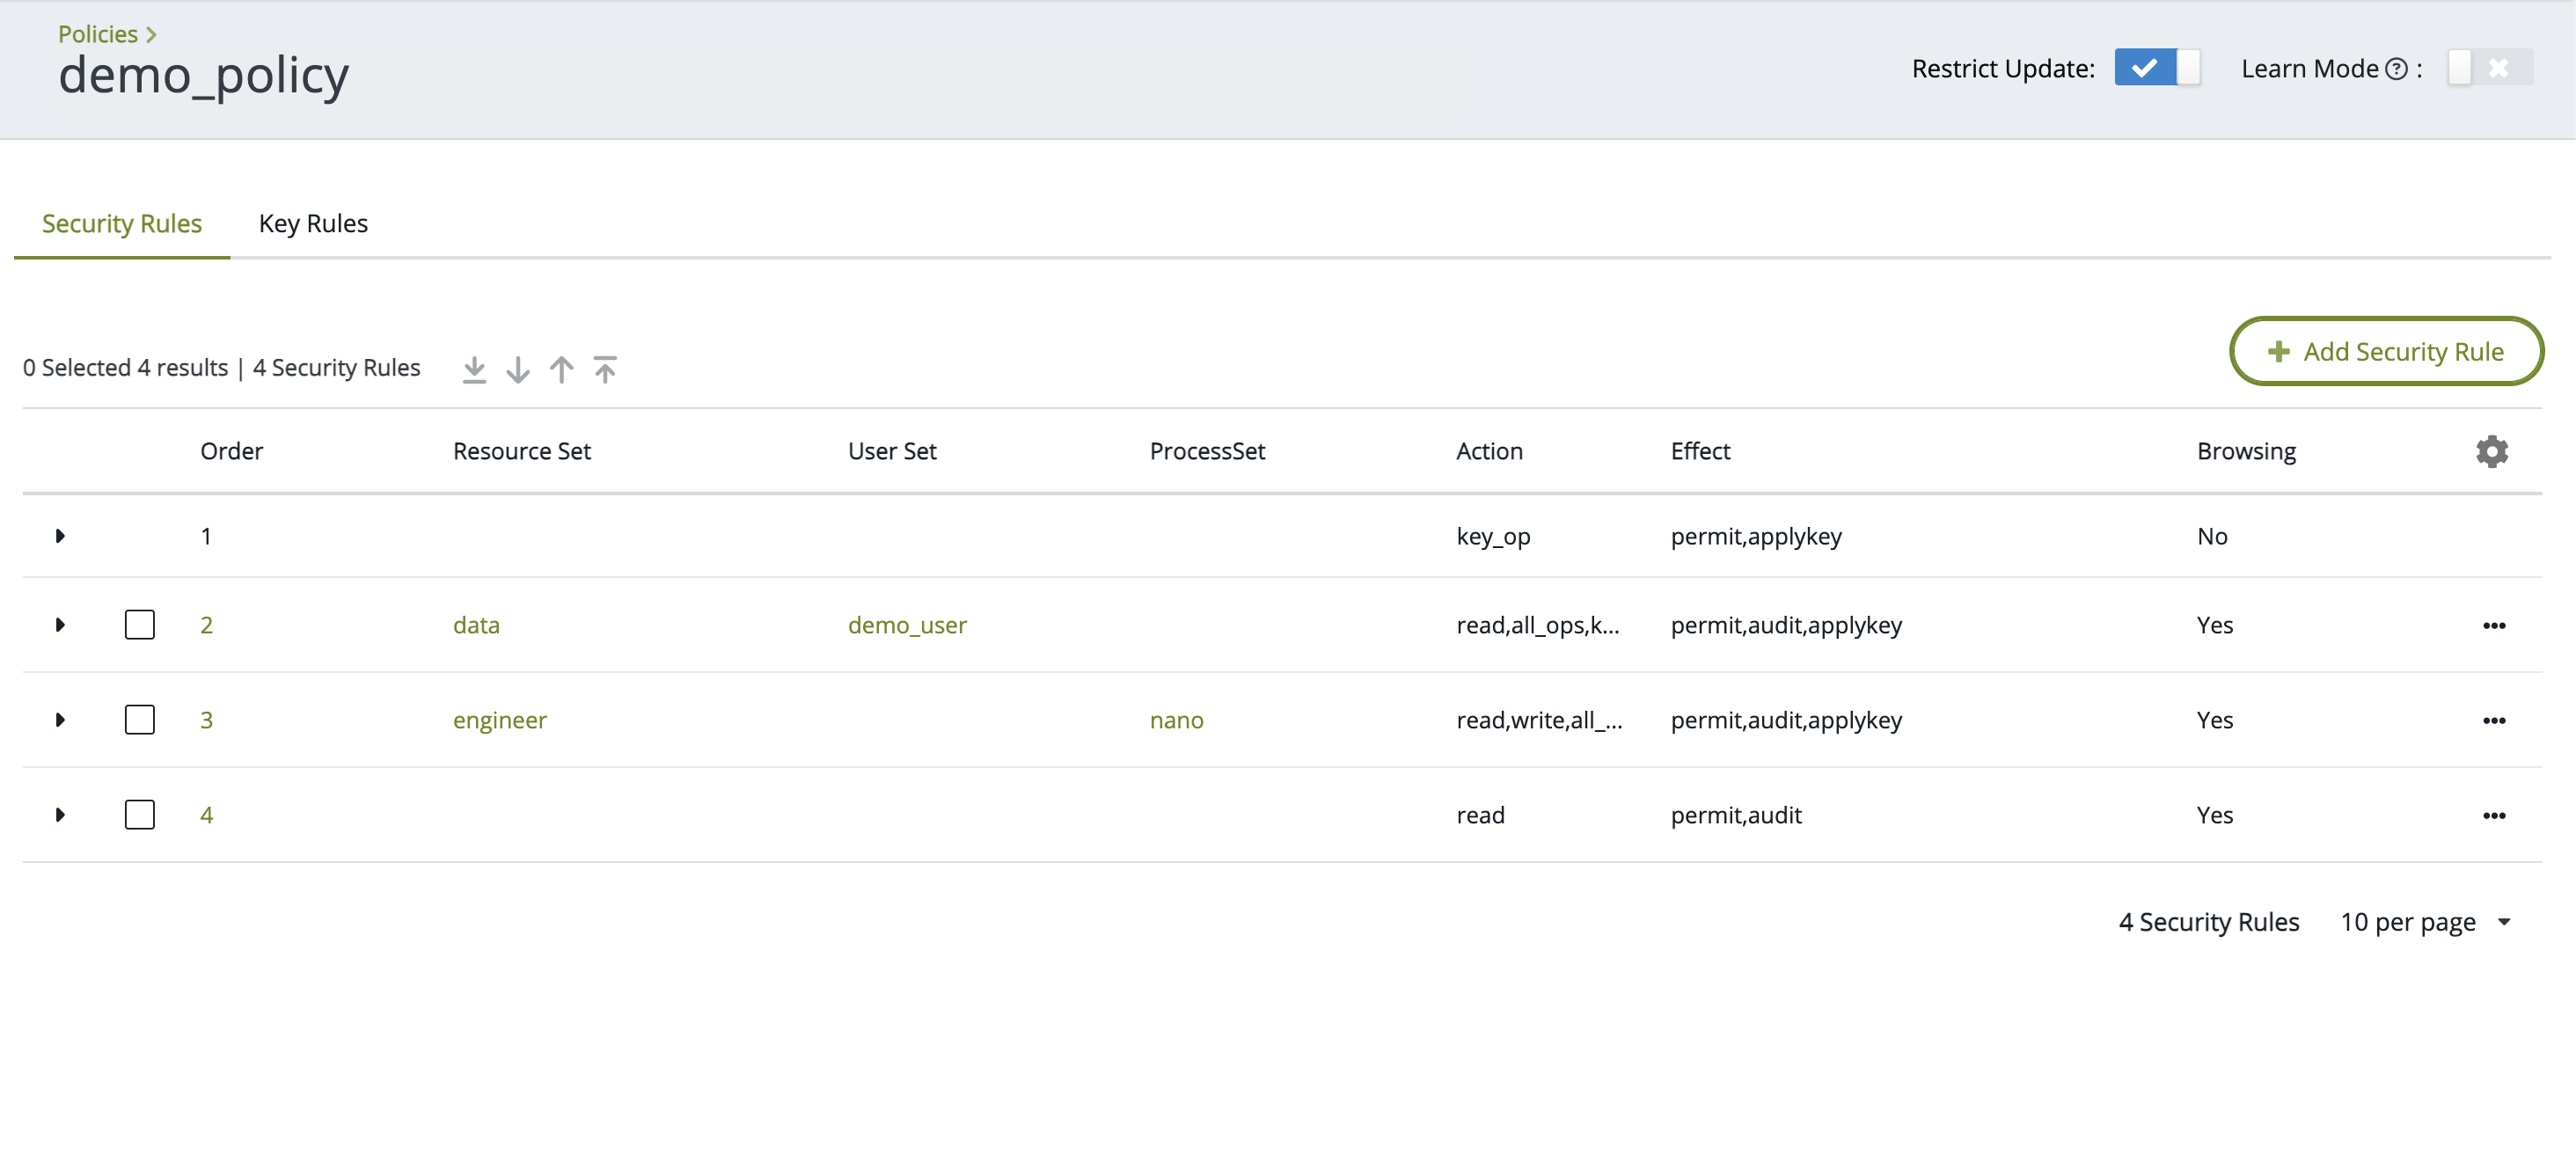 Policies
demo_policy
Restrict Update:
Learn Mode ? :
Security Rules Key Rules
0 Selected 4 results | 4 Security Rules
Add Security Rule
Order Resource Set User Set ProcessSet Action Effect Browsing
1 key_op permit,applykey No
2 data demo_user read,all_ops,k... permit,audit,applykey Yes
3 engineer nano read,write,all_... permit,audit,applykey Yes
4 read permit,audit Yes
4 Security Rules 10 per page